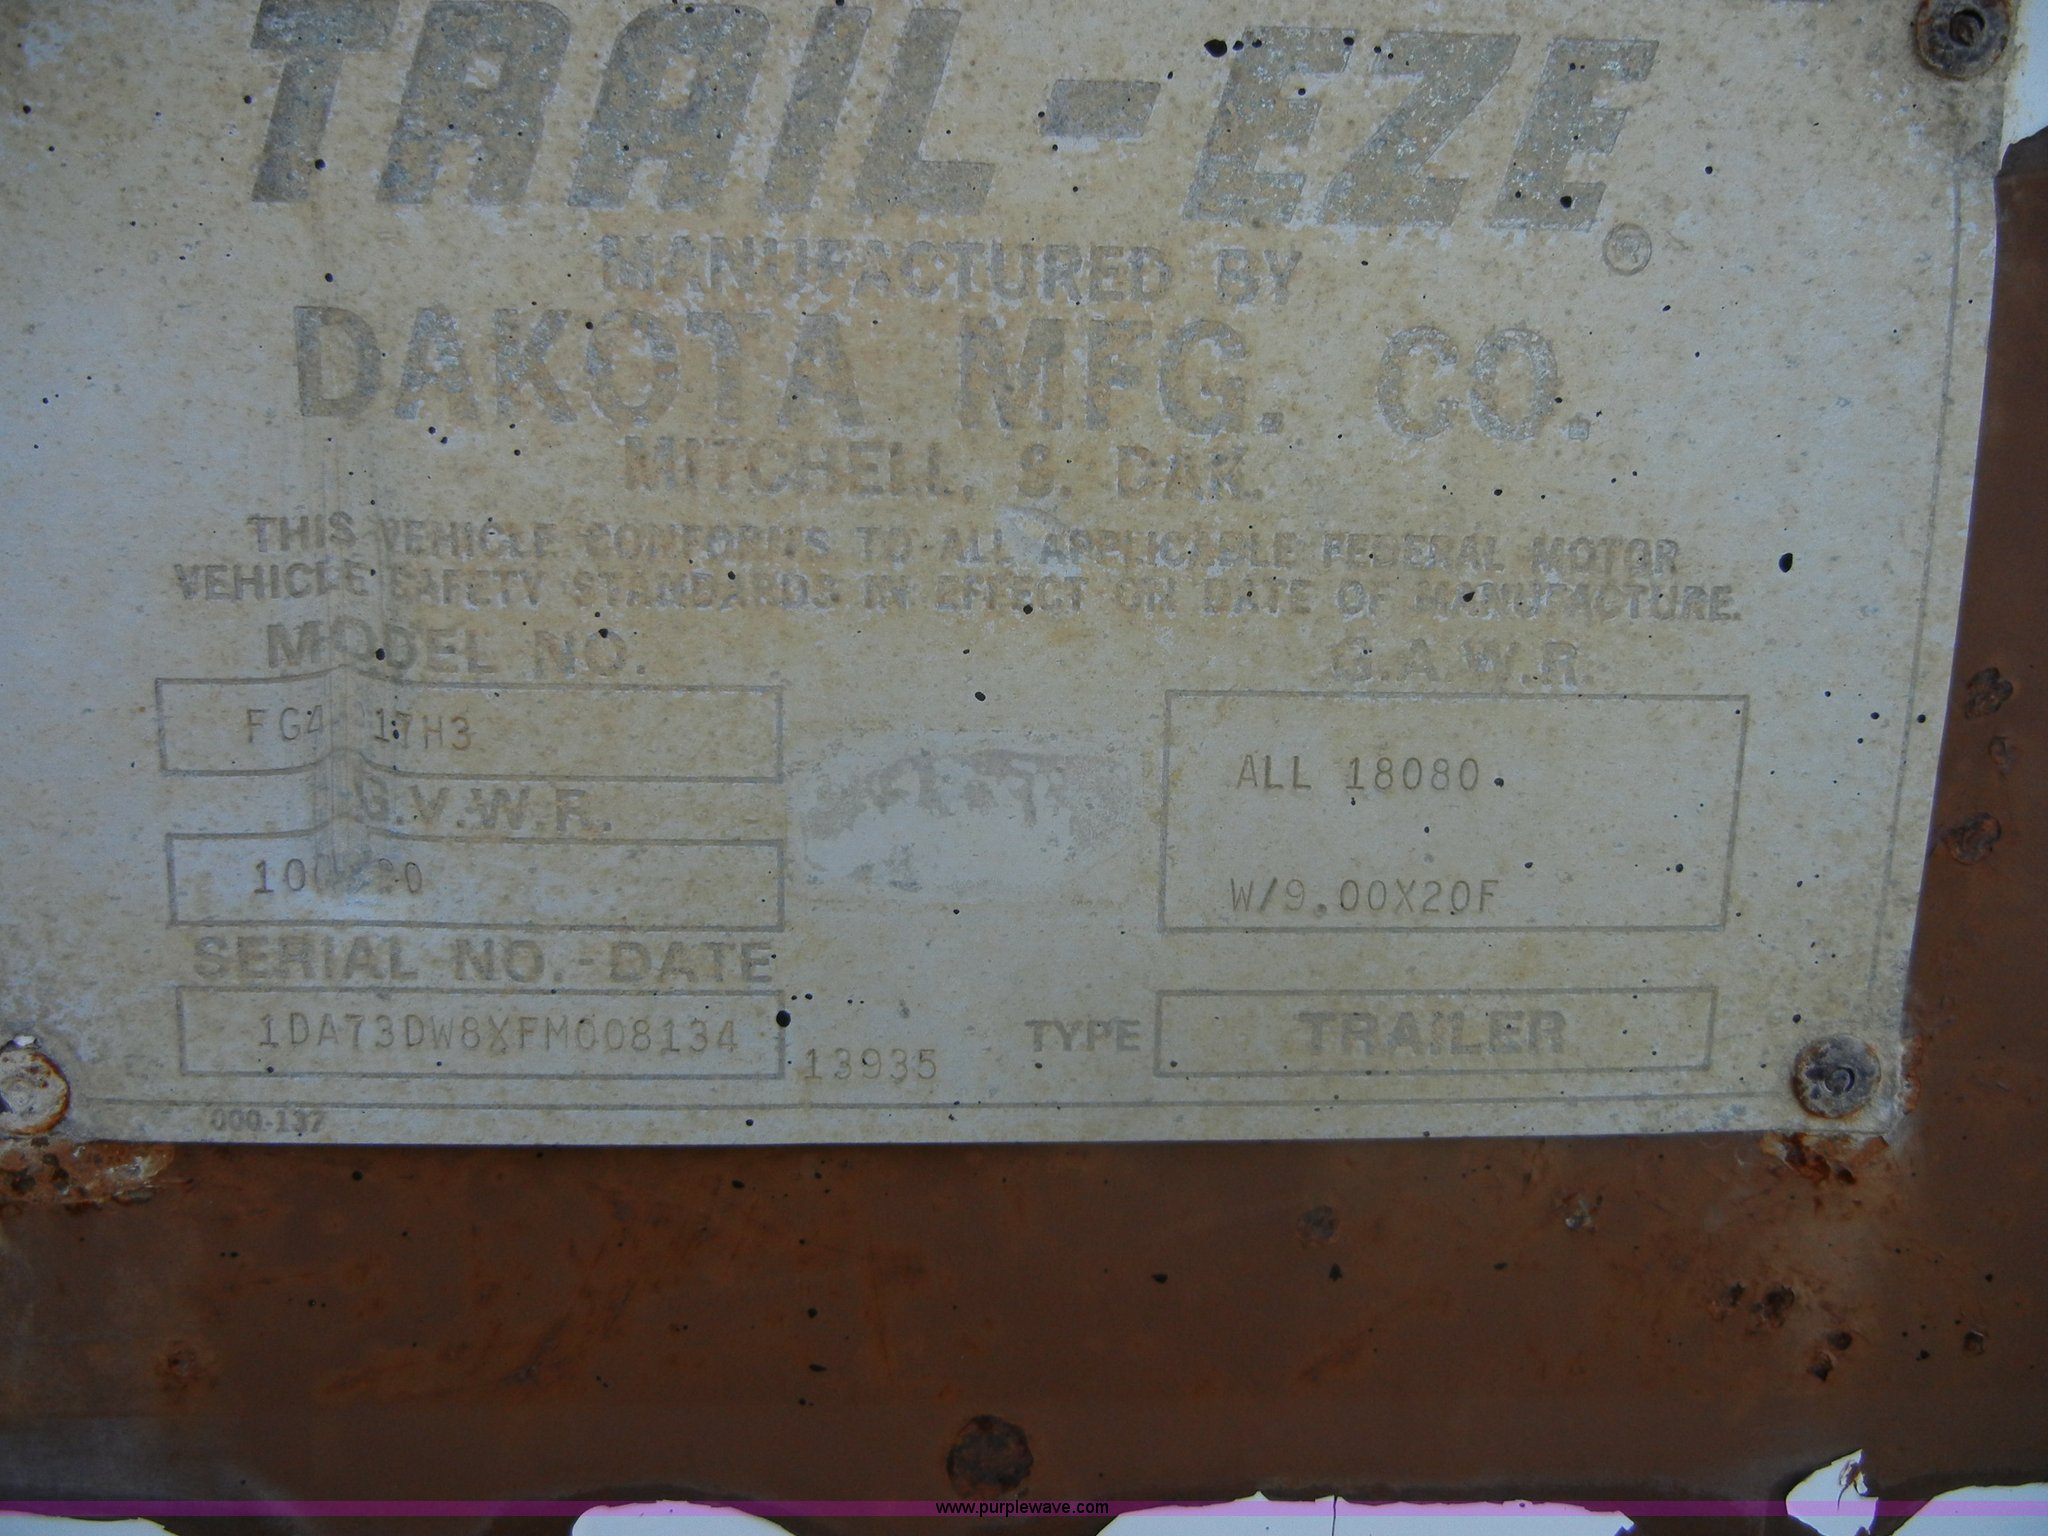 TRAIL-EZE®
MANUFACTURED BY
DAKOTA MFG. CO.
MITCHELL, S. DAK.
THIS VEHICLE CONFORMS TO ALL APPLICABLE FEDERAL MOTOR
VEHICLE SAFETY STANDARDS IN EFFECT ON DATE OF MANUFACTURE.
MODEL NO.
G.A.W.R.
ALL 18080
G.V.W.R.
W/9.00X20F
SERIAL NO.-DATE
1DA73DW8XFM008134
13935
TYPE
TRAILER
000-137
www.purplewave.com